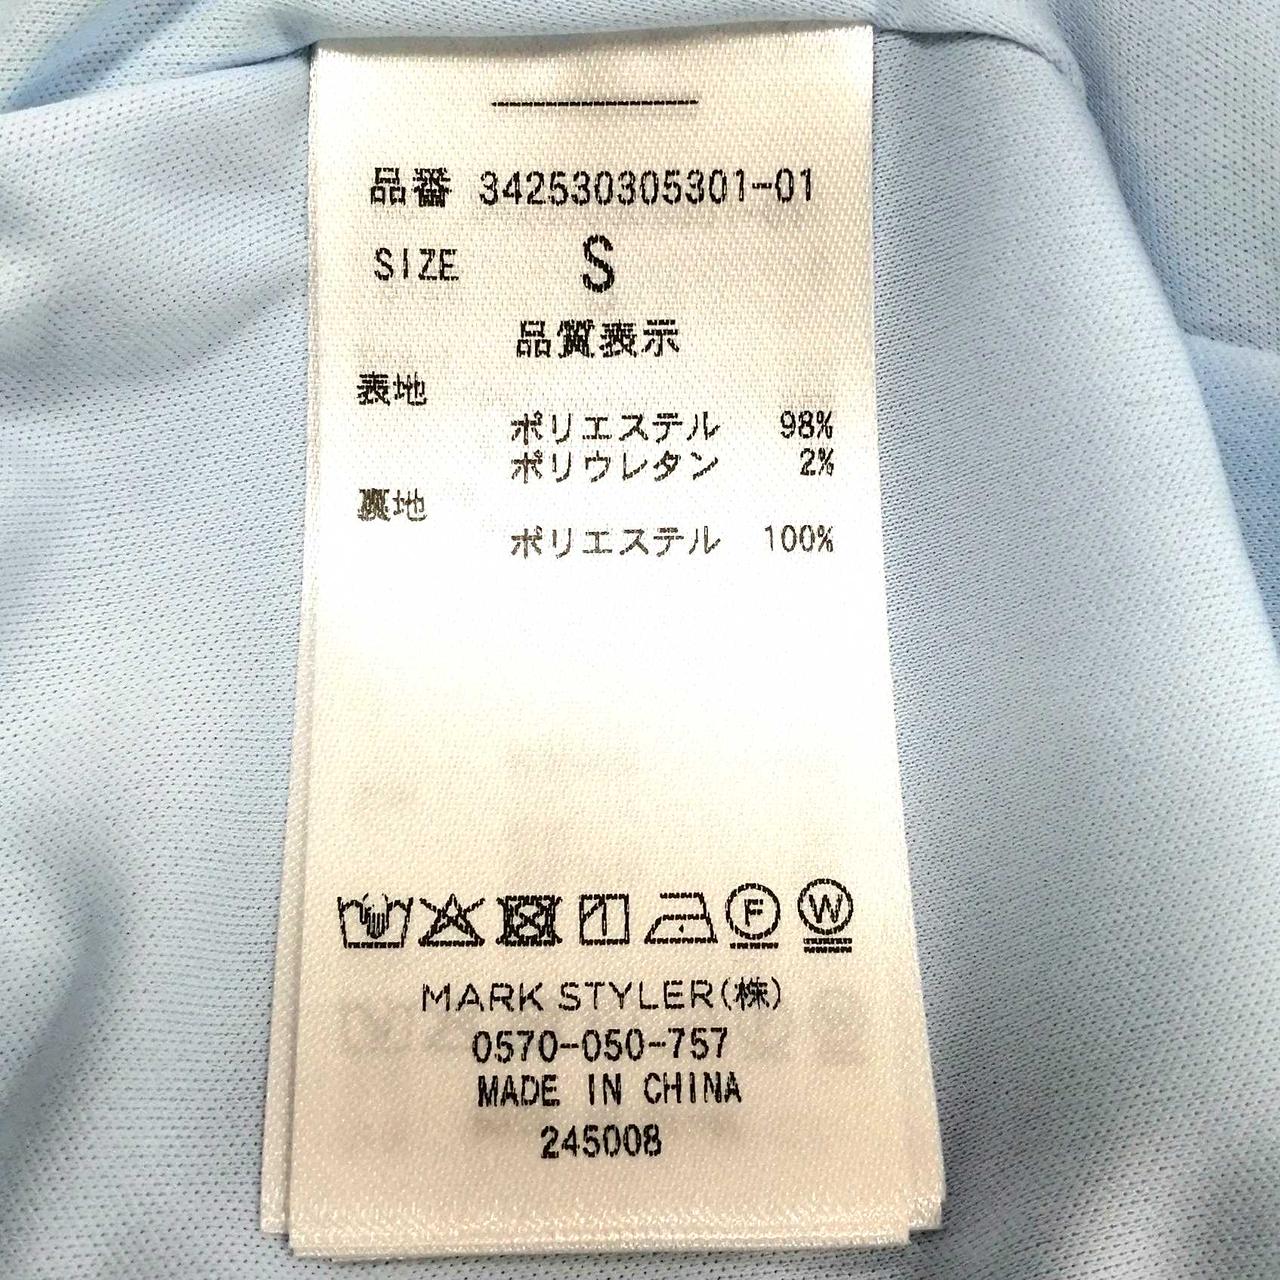 品番 342530305301-01
SIZE S
品質表示
表地
ポリエステル 98%
ポリウレタン 2%
裏地
ポリエステル 100%
F W
MARK STYLER(株)
0570-050-757
MADE IN CHINA
245008